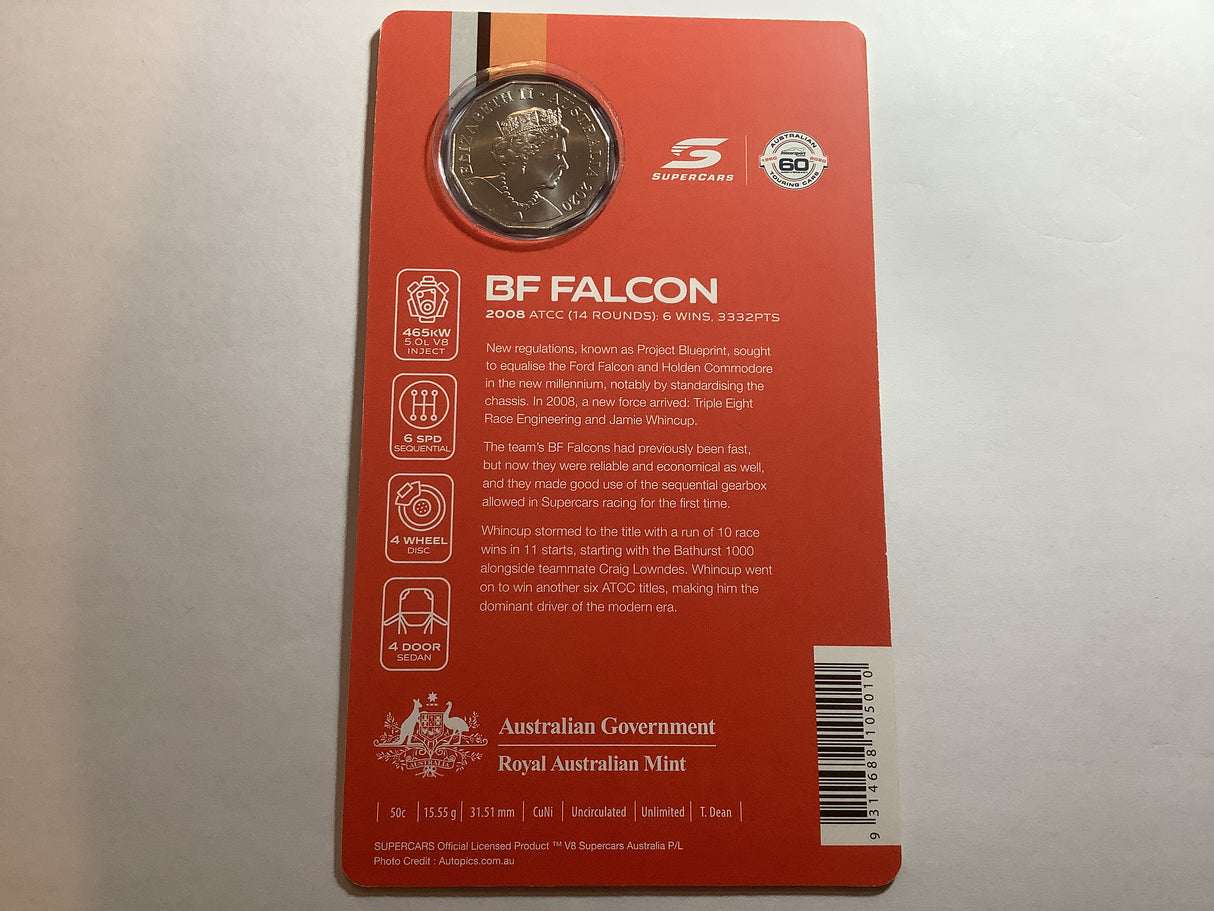 ELIZABETH II • AUSTRALIA 2020
SUPERCARS
AUSTRALIAN
1960 60 2020
TOURING CARS
BF FALCON
2008 ATCC (14 ROUNDS): 6 WINS, 3332PTS
465KW
5.0L V8
INJECT
New regulations, known as Project Blueprint, sought
to equalise the Ford Falcon and Holden Commodore
in the new millennium, notably by standardising the
chassis. In 2008, a new force arrived: Triple Eight
Race Engineering and Jamie Whincup.
6 SPD
SEQUENTIAL
The team's BF Falcons had previously been fast,
but now they were reliable and economical as well,
and they made good use of the sequential gearbox
allowed in Supercars racing for the first time.
4 WHEEL
DISC
Whincup stormed to the title with a run of 10 race
wins in 11 starts, starting with the Bathurst 1000
alongside teammate Craig Lowndes. Whincup went
on to win another six ATCC titles, making him the
dominant driver of the modern era.
4 DOOR
SEDAN
AUSTRALIA
Australian Government
Royal Australian Mint
50c | 15.55 g | 31.51 mm | CuNi | Uncirculated | Unlimited | T. Dean
SUPERCARS Official Licensed Product ™ V8 Supercars Australia P/L
Photo Credit : Autopics.com.au
9 314688 105010